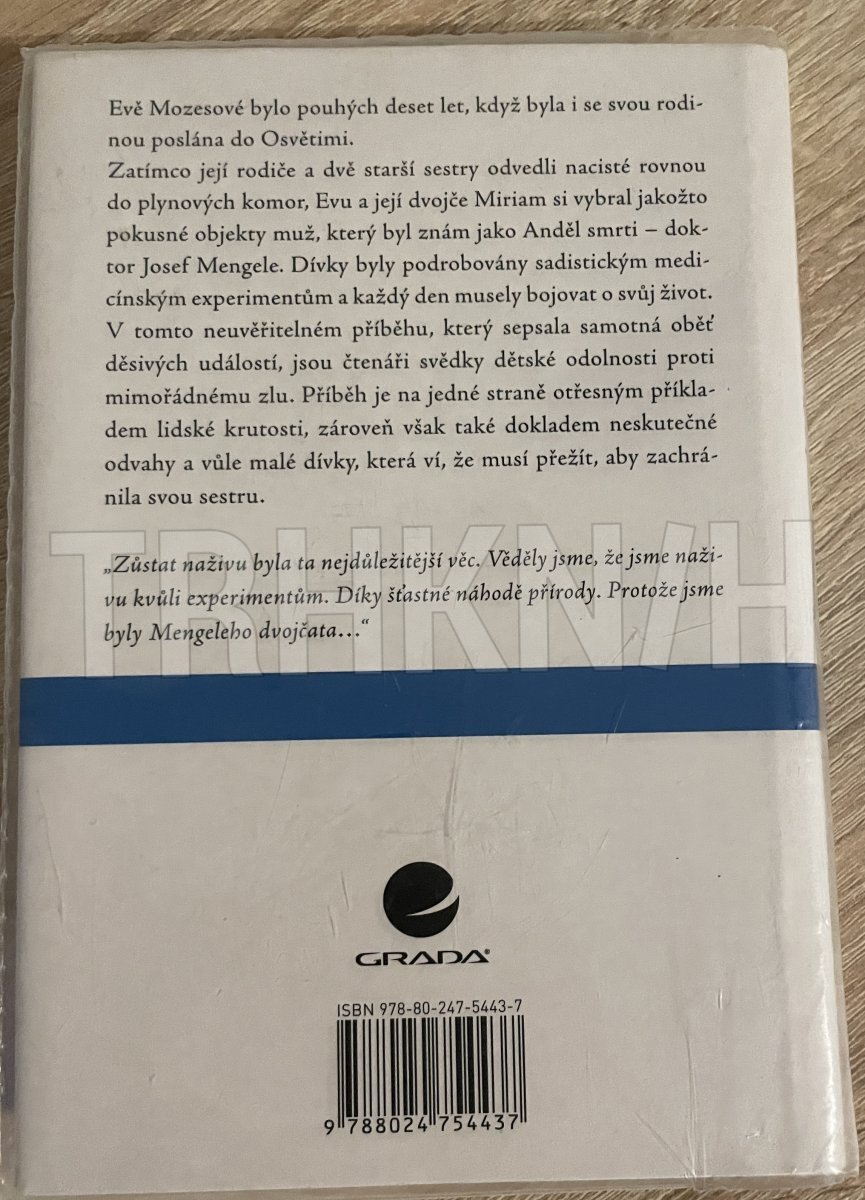 Evě Mozesové bylo pouhých deset let, když byla i se svou rodi-
nou poslána do Osvětimi.
Zatímco její rodiče a dvě starší sestry odvedli nacisté rovnou
do plynových komor, Evu a její dvojče Miriam si vybral jakožto
pokusné objekty muž, který byl znám jako Anděl smrti – dok-
tor Josef Mengele. Dívky byly podrobovány sadistickým medi-
cínským experimentům a každý den musely bojovat o svůj život.
V tomto neuvěřitelném příběhu, který sepsala samotná oběť
děsivých událostí, jsou čtenáři svědky dětské odolnosti proti
mimořádnému zlu. Příběh je na jedné straně otřesným příkla-
dem lidské krutosti, zároveň však také dokladem neskutečné
odvahy a vůle malé dívky, která ví, že musí přežít, aby zachrá-
nila svou sestru.
TRHKNIH
„Zůstat naživu byla ta nejdůležitější věc. Věděly jsme, že jsme naži-
vu kvůli experimentům. Díky šťastné náhodě přírody. Protože jsme
byly Mengeleho dvojčata...“
GRADA®
ISBN 978-80-247-5443-7
9 788024 754437